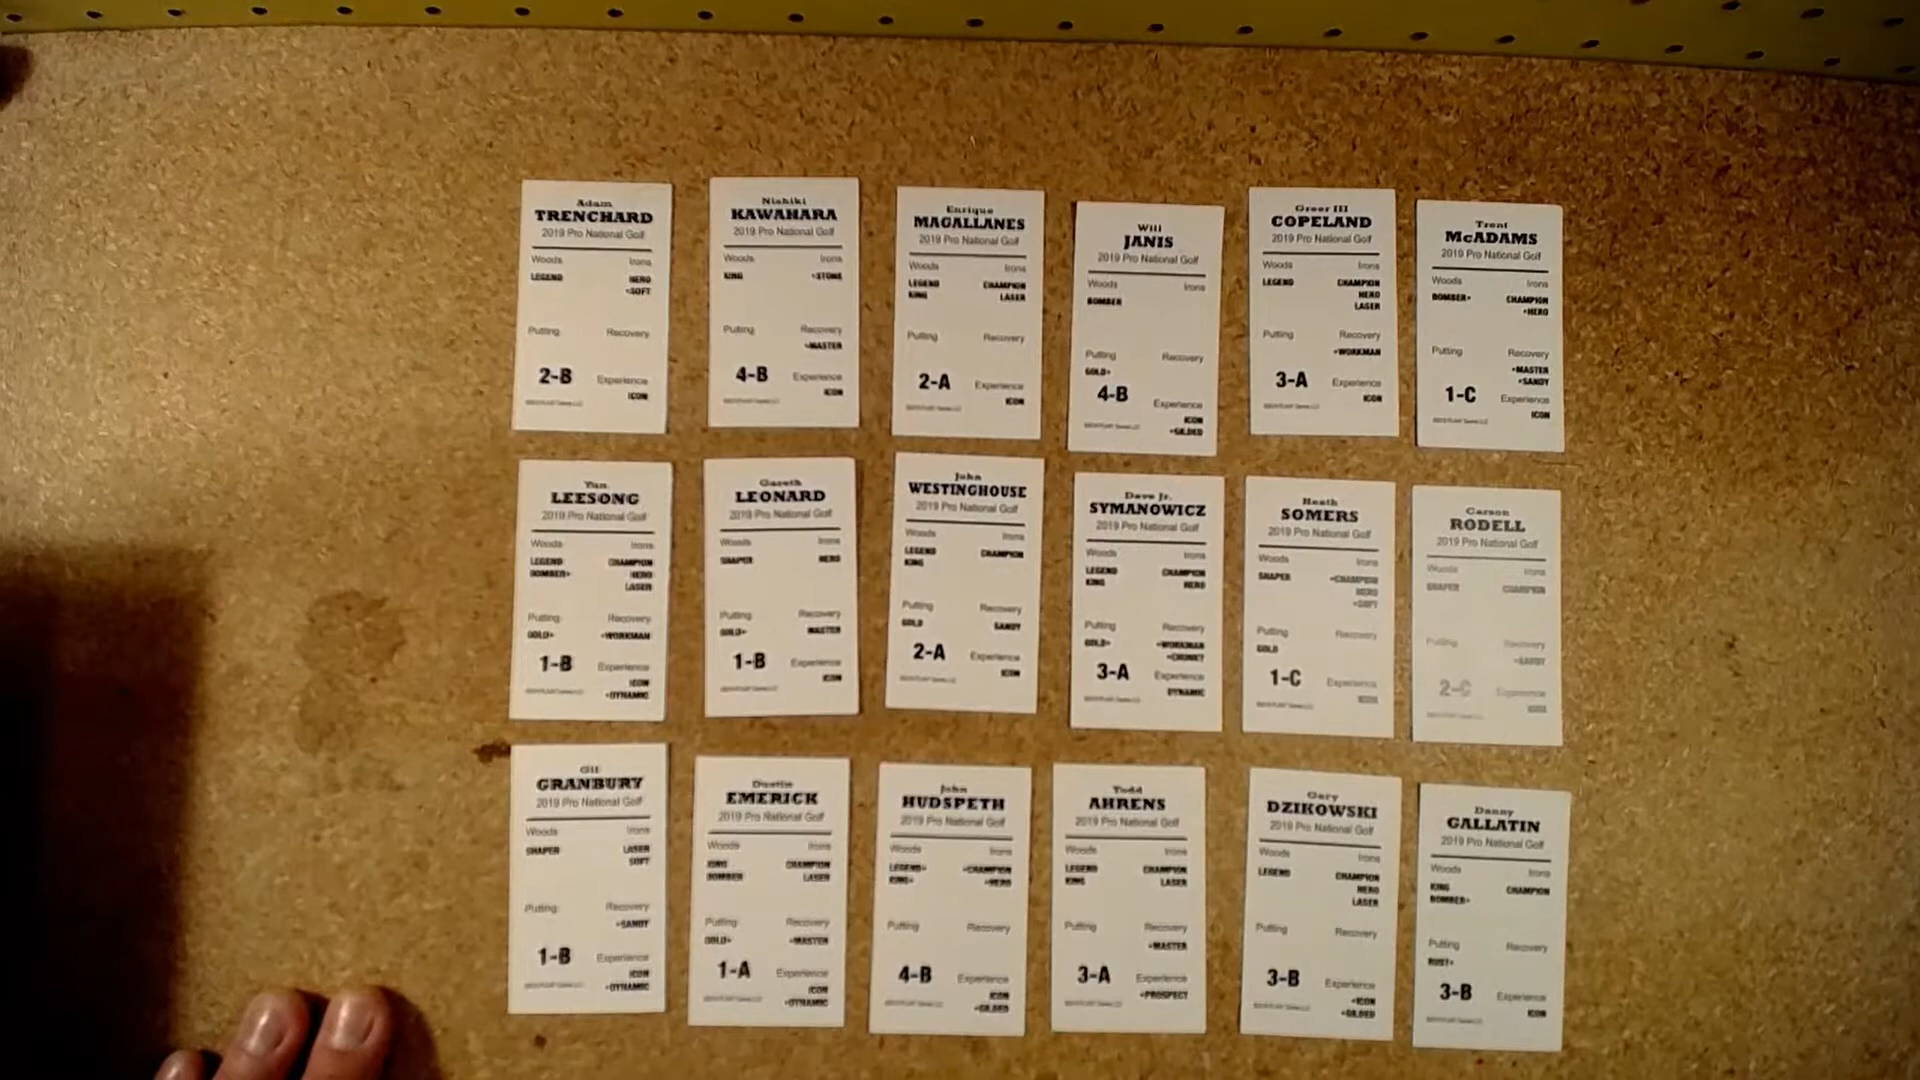 Adam
TRENCHARD
2019 Pro National Golf
Woods Irons
LEGEND HERO
•SOFT
Putting Recovery
2-B Experience
ICON
Nishiki
KAWAHARA
2019 Pro National Golf
Woods Irons
KING •STONE
Putting Recovery
•MASTER
4-B Experience
ICON
Enrique
MAGALLANES
2019 Pro National Golf
Woods Irons
LEGEND CHAMPION
KING LASER
Putting Recovery
2-A Experience
ICON
Will
JANIS
2019 Pro National Golf
Woods Irons
BOMBER
Putting Recovery
GOLD•
4-B Experience
ICON
•GILDED
Greer III
COPELAND
2019 Pro National Golf
Woods Irons
LEGEND CHAMPION
HERO
LASER
Putting Recovery
•WORKMAN
3-A Experience
ICON
Trent
McADAMS
2019 Pro National Golf
Woods Irons
BOMBER• CHAMPION
•HERO
Putting Recovery
•MASTER
•SANDY
1-C Experience
ICON
Yun
LEESONG
2019 Pro National Golf
Woods Irons
LEGEND CHAMPION
BOMBER• HERO
LASER
Putting Recovery
GOLD• •WORKMAN
1-B Experience
ICON
•DYNAMIC
Gareth
LEONARD
2019 Pro National Golf
Woods Irons
SHAPER HERO
Putting Recovery
GOLD• MASTER
1-B Experience
ICON
John
WESTINGHOUSE
2019 Pro National Golf
Woods Irons
LEGEND CHAMPION
KING
Putting Recovery
GOLD SANDY
2-A Experience
ICON
Dave Jr.
SYMANOWICZ
2019 Pro National Golf
Woods Irons
LEGEND CHAMPION
KING HERO
Putting Recovery
GOLD• •WORKMAN
•CHUNKY
3-A Experience
DYNAMIC
Heath
SOMERS
2019 Pro National Golf
Woods Irons
SHAPER •CHAMPION
HERO
•SOFT
Putting Recovery
GOLD
1-C Experience
ICON
Carson
RODELL
2019 Pro National Golf
Woods Irons
SHAPER CHAMPION
Putting Recovery
•SANDY
2-C Experience
ICON
Gil
GRANBURY
2019 Pro National Golf
Woods Irons
SHAPER LASER
SOFT
Putting Recovery
•SANDY
1-B Experience
ICON
•DYNAMIC
Dustin
EMERICK
2019 Pro National Golf
Woods Irons
KING CHAMPION
BOMBER LASER
Putting Recovery
GOLD• •MASTER
1-A Experience
ICON
•DYNAMIC
John
HUDSPETH
2019 Pro National Golf
Woods Irons
LEGEND• •CHAMPION
KING• •HERO
Putting Recovery
4-B Experience
ICON
•GILDED
Todd
AHRENS
2019 Pro National Golf
Woods Irons
LEGEND CHAMPION
KING LASER
Putting Recovery
•MASTER
3-A Experience
•PROSPECT
Gary
DZIKOWSKI
2019 Pro National Golf
Woods Irons
LEGEND CHAMPION
HERO
LASER
Putting Recovery
3-B Experience
•ICON
•GILDED
Danny
GALLATIN
2019 Pro National Golf
Woods Irons
KING CHAMPION
BOMBER•
Putting Recovery
RUST•
3-B Experience
ICON